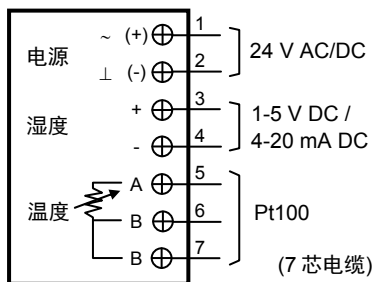 电源 ~ (+) 1
⊥ (-) 2
24 V AC/DC
湿度 + 3
- 4
1-5 V DC /
4-20 mA DC
温度 A 5
B 6
B 7
Pt100
(7 芯电缆)